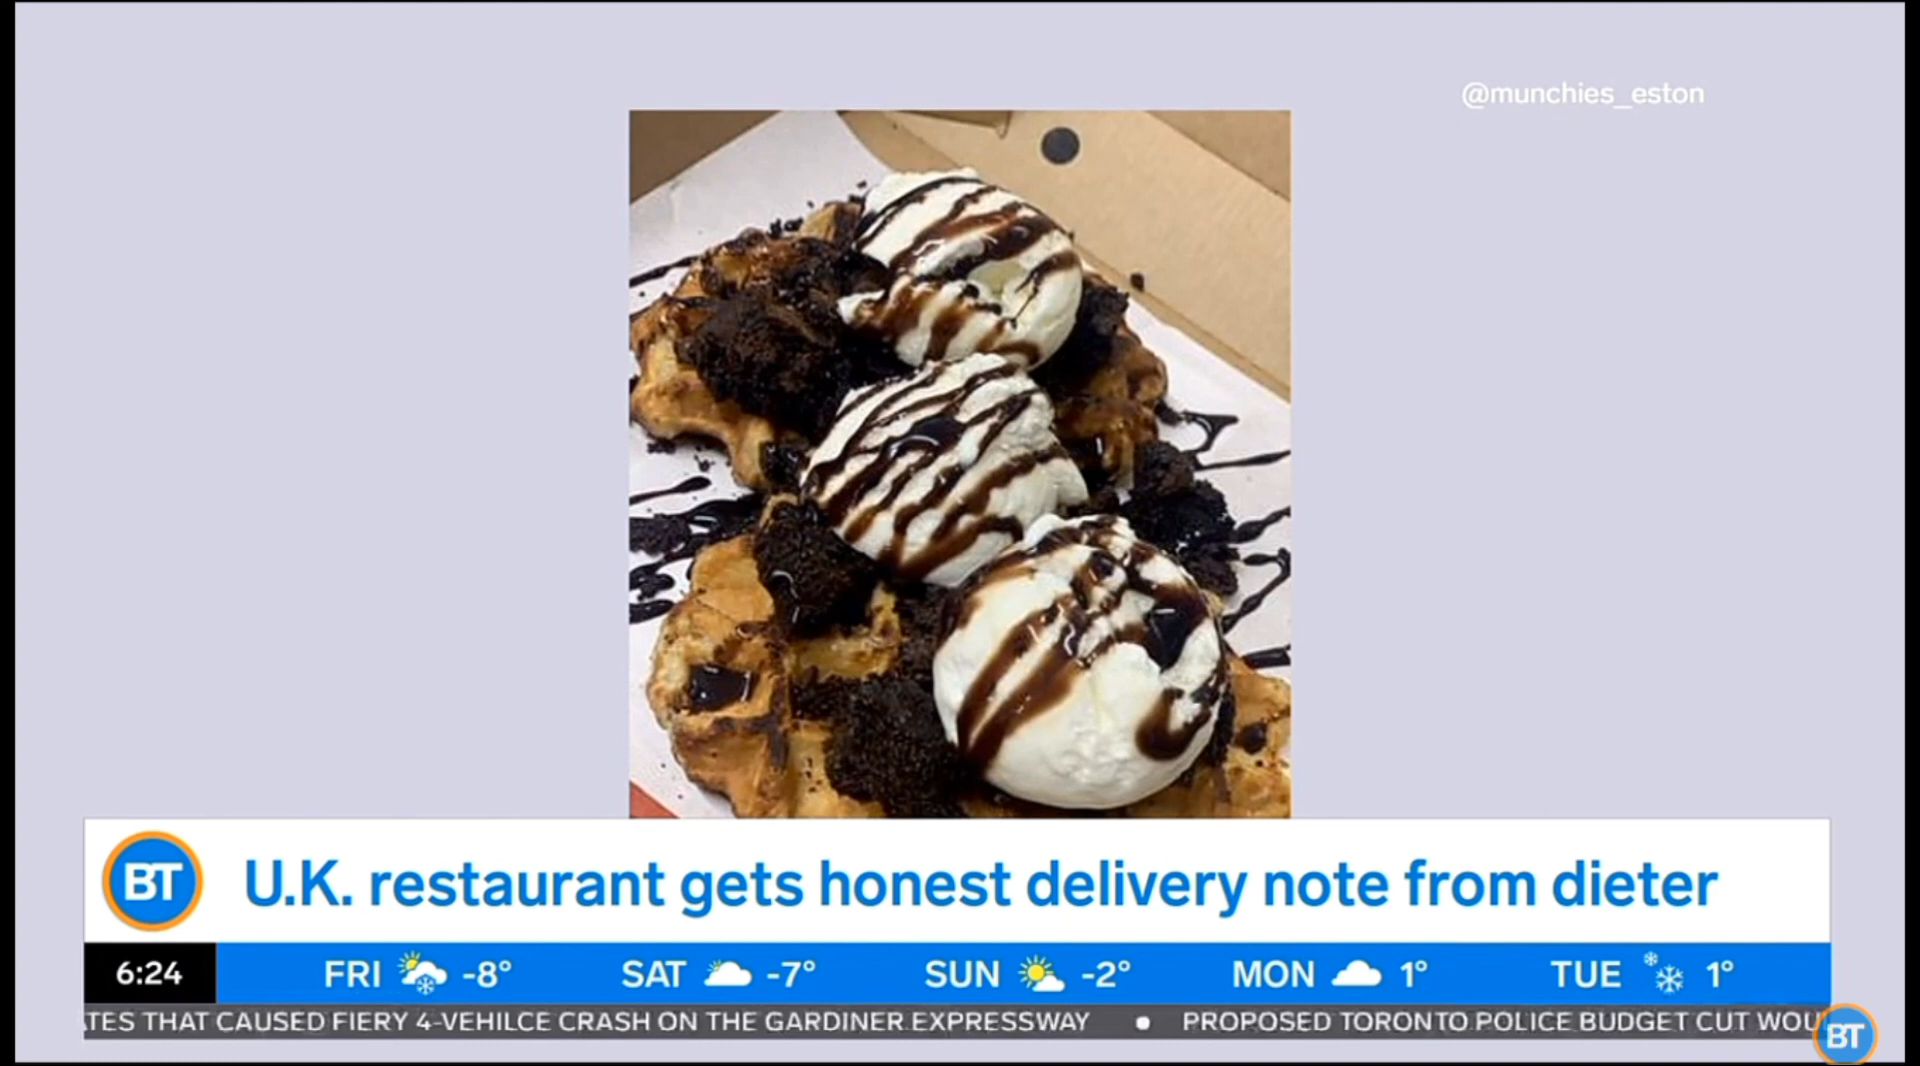 @munchies_eston
BT U.K. restaurant gets honest delivery note from dieter
6:24 FRI -8° SAT -7° SUN -2° MON 1° TUE 1°
TES THAT CAUSED FIERY 4-VEHILCE CRASH ON THE GARDINER EXPRESSWAY • PROPOSED TORONTO POLICE BUDGET CUT WOU
BT